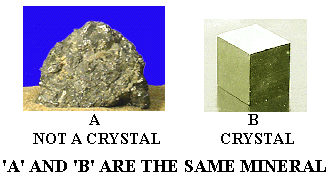 A B
NOT A CRYSTAL CRYSTAL
'A' AND 'B' ARE THE SAME MINERAL